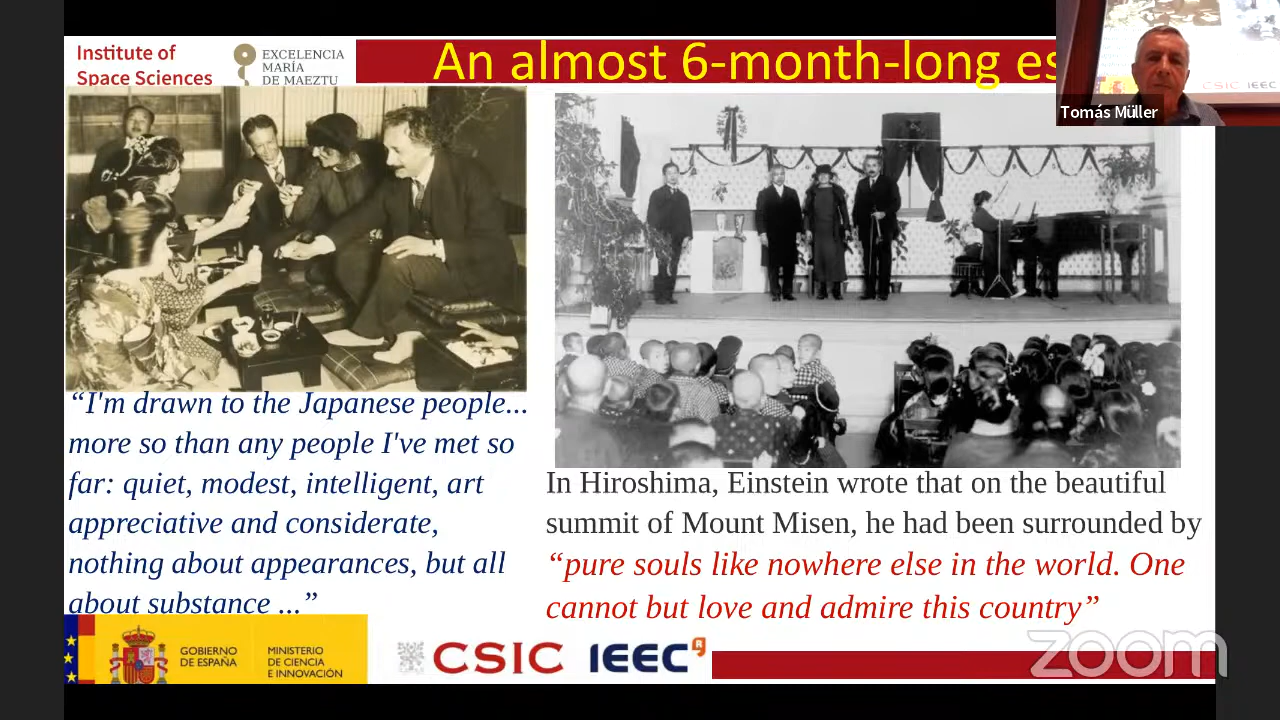 Institute of
Space Sciences
EXCELENCIA
MARÍA
DE MAEZTU
An almost 6-month-long es
Tomás Müller
CSIC IEEC
“I'm drawn to the Japanese people...
more so than any people I've met so
far: quiet, modest, intelligent, art
appreciative and considerate,
nothing about appearances, but all
about substance ...”
In Hiroshima, Einstein wrote that on the beautiful
summit of Mount Misen, he had been surrounded by
“pure souls like nowhere else in the world. One
cannot but love and admire this country”
GOBIERNO
DE ESPAÑA
MINISTERIO
DE CIENCIA
E INNOVACIÓN
CSIC
IEEC
R
zoom